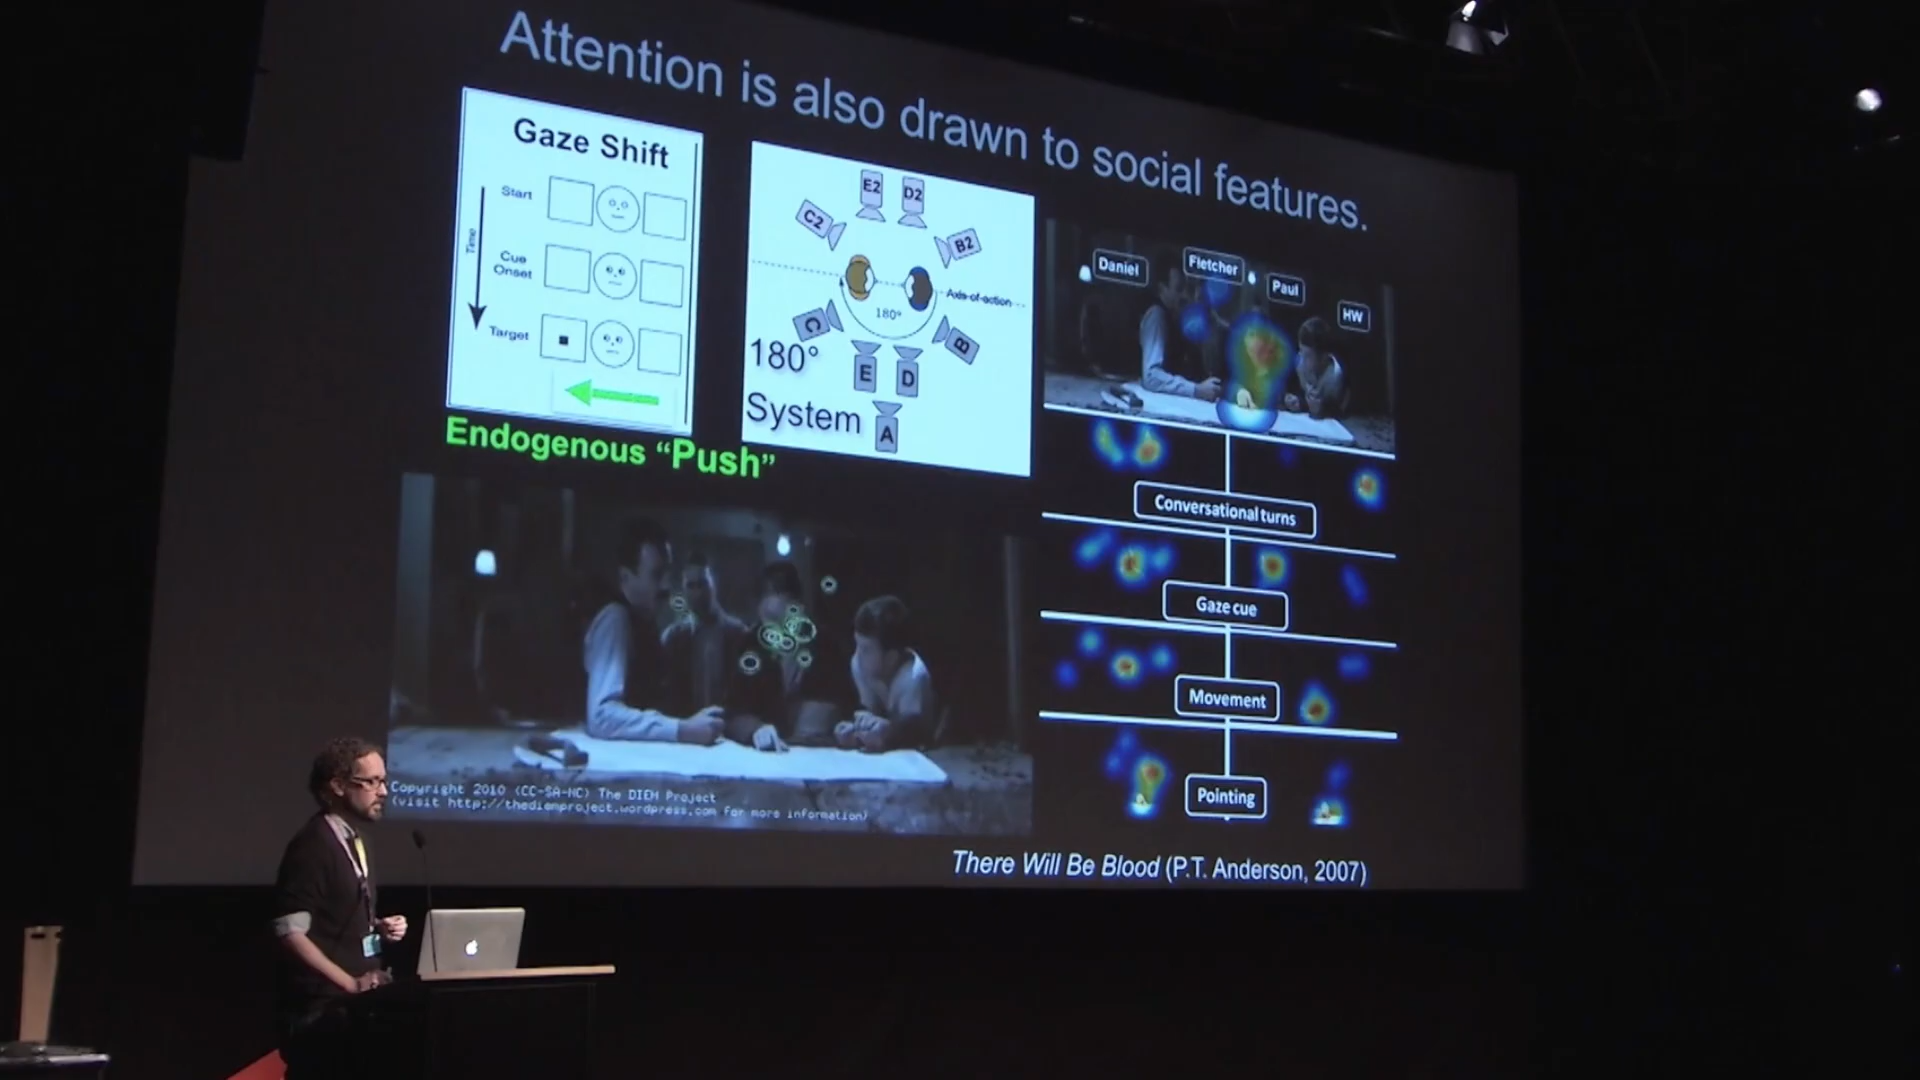 Attention is also drawn to social features.
Gaze Shift
Start
Time
Cue
Onset
Target
Endogenous “Push”
E2
D2
C2
B2
Axis of action
180°
C
B
E
D
A
180°
System
Daniel
Fletcher
Paul
HW
Conversational turns
Gaze cue
Movement
Pointing
Copyright 2010 (CC-SA-NC) The DIEM Project
(visit http://thediemproject.wordpress.com for more information)
There Will Be Blood (P.T. Anderson, 2007)